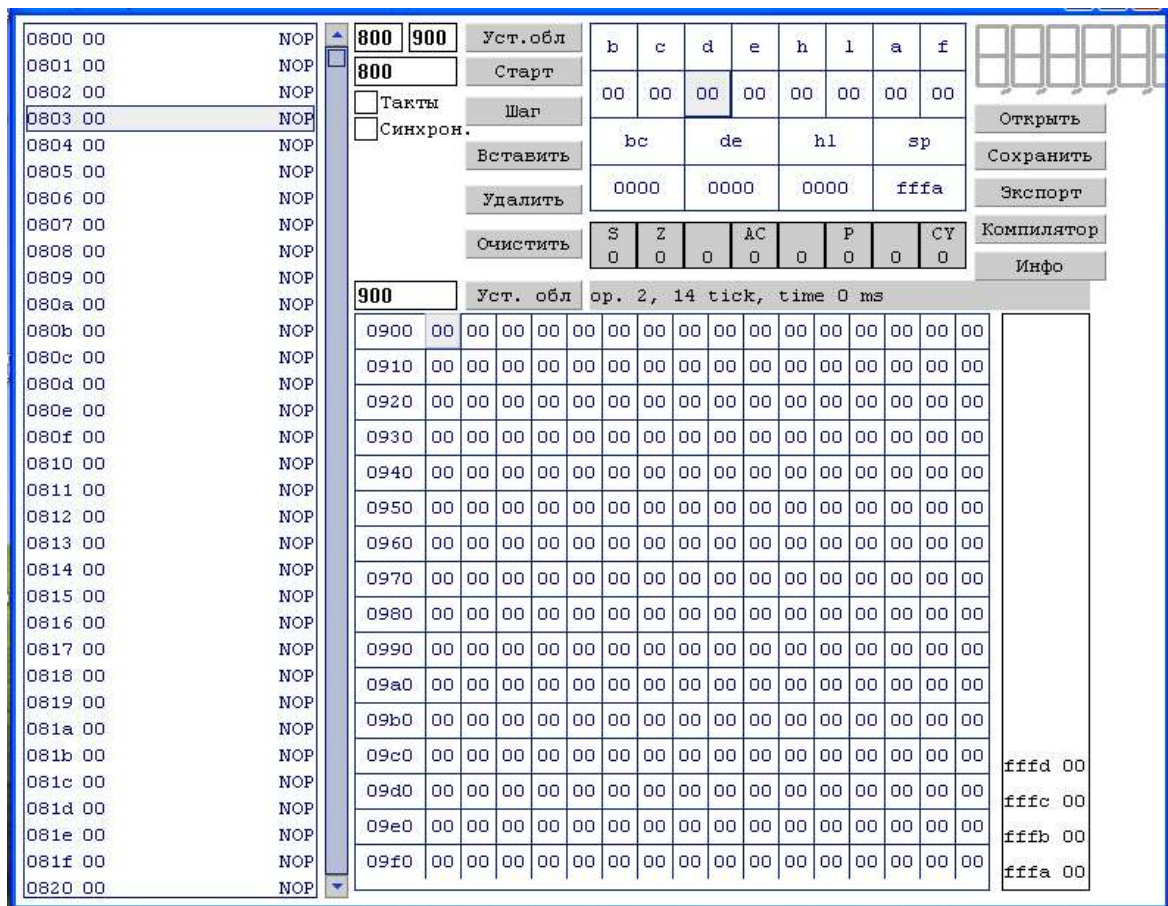 0800 00 NOP
0801 00 NOP
0802 00 NOP
0803 00 NOP
0804 00 NOP
0805 00 NOP
0806 00 NOP
0807 00 NOP
0808 00 NOP
0809 00 NOP
080a 00 NOP
080b 00 NOP
080c 00 NOP
080d 00 NOP
080e 00 NOP
080f 00 NOP
0810 00 NOP
0811 00 NOP
0812 00 NOP
0813 00 NOP
0814 00 NOP
0815 00 NOP
0816 00 NOP
0817 00 NOP
0818 00 NOP
0819 00 NOP
081a 00 NOP
081b 00 NOP
081c 00 NOP
081d 00 NOP
081e 00 NOP
081f 00 NOP
0820 00 NOP
800 900 Уст.обл
800 Старт
Такты
Синхрон.
Шаг
Вставить
Удалить
Очистить
b c d e h l a f
00 00 00 00 00 00 00 00
bc de hl sp
0000 0000 0000 fffa
S Z AC P CY
0 0 0 0 0 0 0 0
Открыть
Сохранить
Экспорт
Компилятор
Инфо
900 Уст. обл op. 2, 14 tick, time 0 ms
0900 00 00 00 00 00 00 00 00 00 00 00 00 00 00 00 00
0910 00 00 00 00 00 00 00 00 00 00 00 00 00 00 00 00
0920 00 00 00 00 00 00 00 00 00 00 00 00 00 00 00 00
0930 00 00 00 00 00 00 00 00 00 00 00 00 00 00 00 00
0940 00 00 00 00 00 00 00 00 00 00 00 00 00 00 00 00
0950 00 00 00 00 00 00 00 00 00 00 00 00 00 00 00 00
0960 00 00 00 00 00 00 00 00 00 00 00 00 00 00 00 00
0970 00 00 00 00 00 00 00 00 00 00 00 00 00 00 00 00
0980 00 00 00 00 00 00 00 00 00 00 00 00 00 00 00 00
0990 00 00 00 00 00 00 00 00 00 00 00 00 00 00 00 00
09a0 00 00 00 00 00 00 00 00 00 00 00 00 00 00 00 00
09b0 00 00 00 00 00 00 00 00 00 00 00 00 00 00 00 00
09c0 00 00 00 00 00 00 00 00 00 00 00 00 00 00 00 00
09d0 00 00 00 00 00 00 00 00 00 00 00 00 00 00 00 00
09e0 00 00 00 00 00 00 00 00 00 00 00 00 00 00 00 00
09f0 00 00 00 00 00 00 00 00 00 00 00 00 00 00 00 00
fffd 00
fffc 00
fffb 00
fffa 00